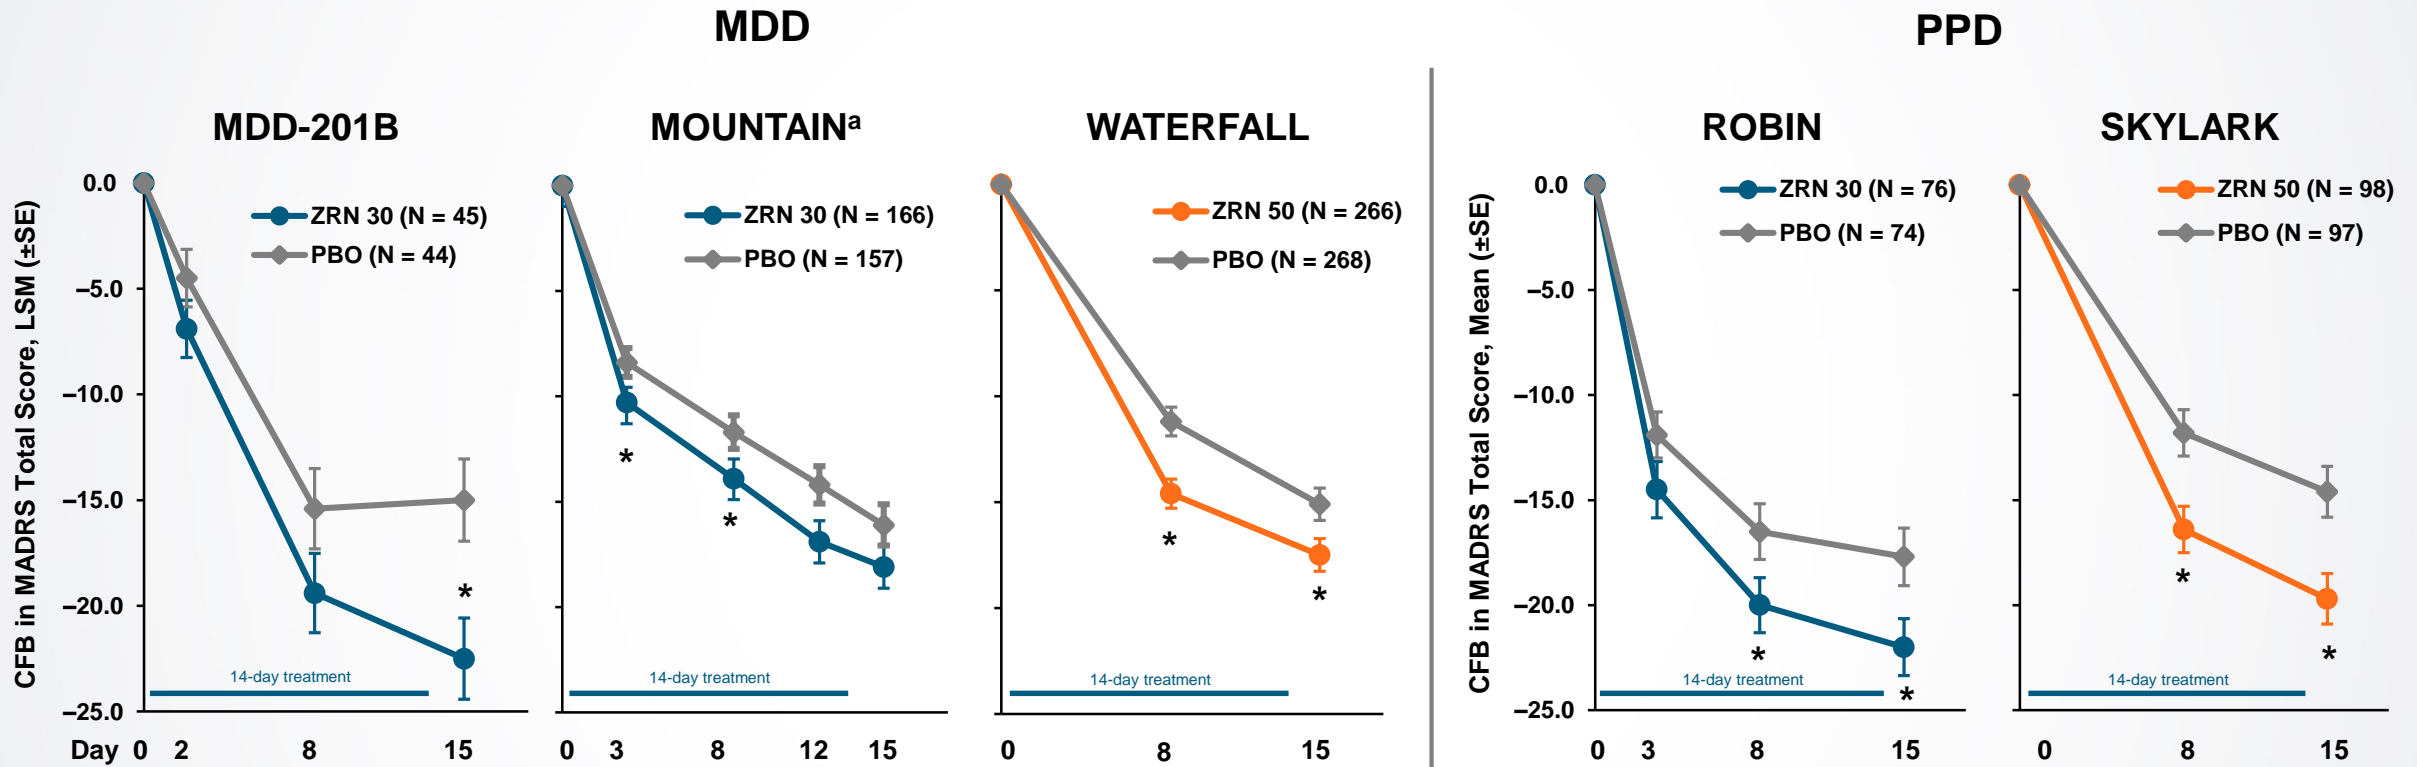 MDD
PPD
MDD-201B
MOUNTAINᵃ
WATERFALL
ROBIN
SKYLARK
CFB in MADRS Total Score, LSM (±SE)
0.0
–5.0
–10.0
–15.0
–20.0
–25.0
ZRN 30 (N = 45)
PBO (N = 44)
*
14-day treatment
Day 0 2 8 15
ZRN 30 (N = 166)
PBO (N = 157)
*
*
14-day treatment
0 3 8 12 15
ZRN 50 (N = 266)
PBO (N = 268)
*
*
14-day treatment
0 8 15
CFB in MADRS Total Score, Mean (±SE)
0.0
–5.0
–10.0
–15.0
–20.0
–25.0
ZRN 30 (N = 76)
PBO (N = 74)
*
*
14-day treatment
0 3 8 15
ZRN 50 (N = 98)
PBO (N = 97)
*
*
14-day treatment
0 8 15